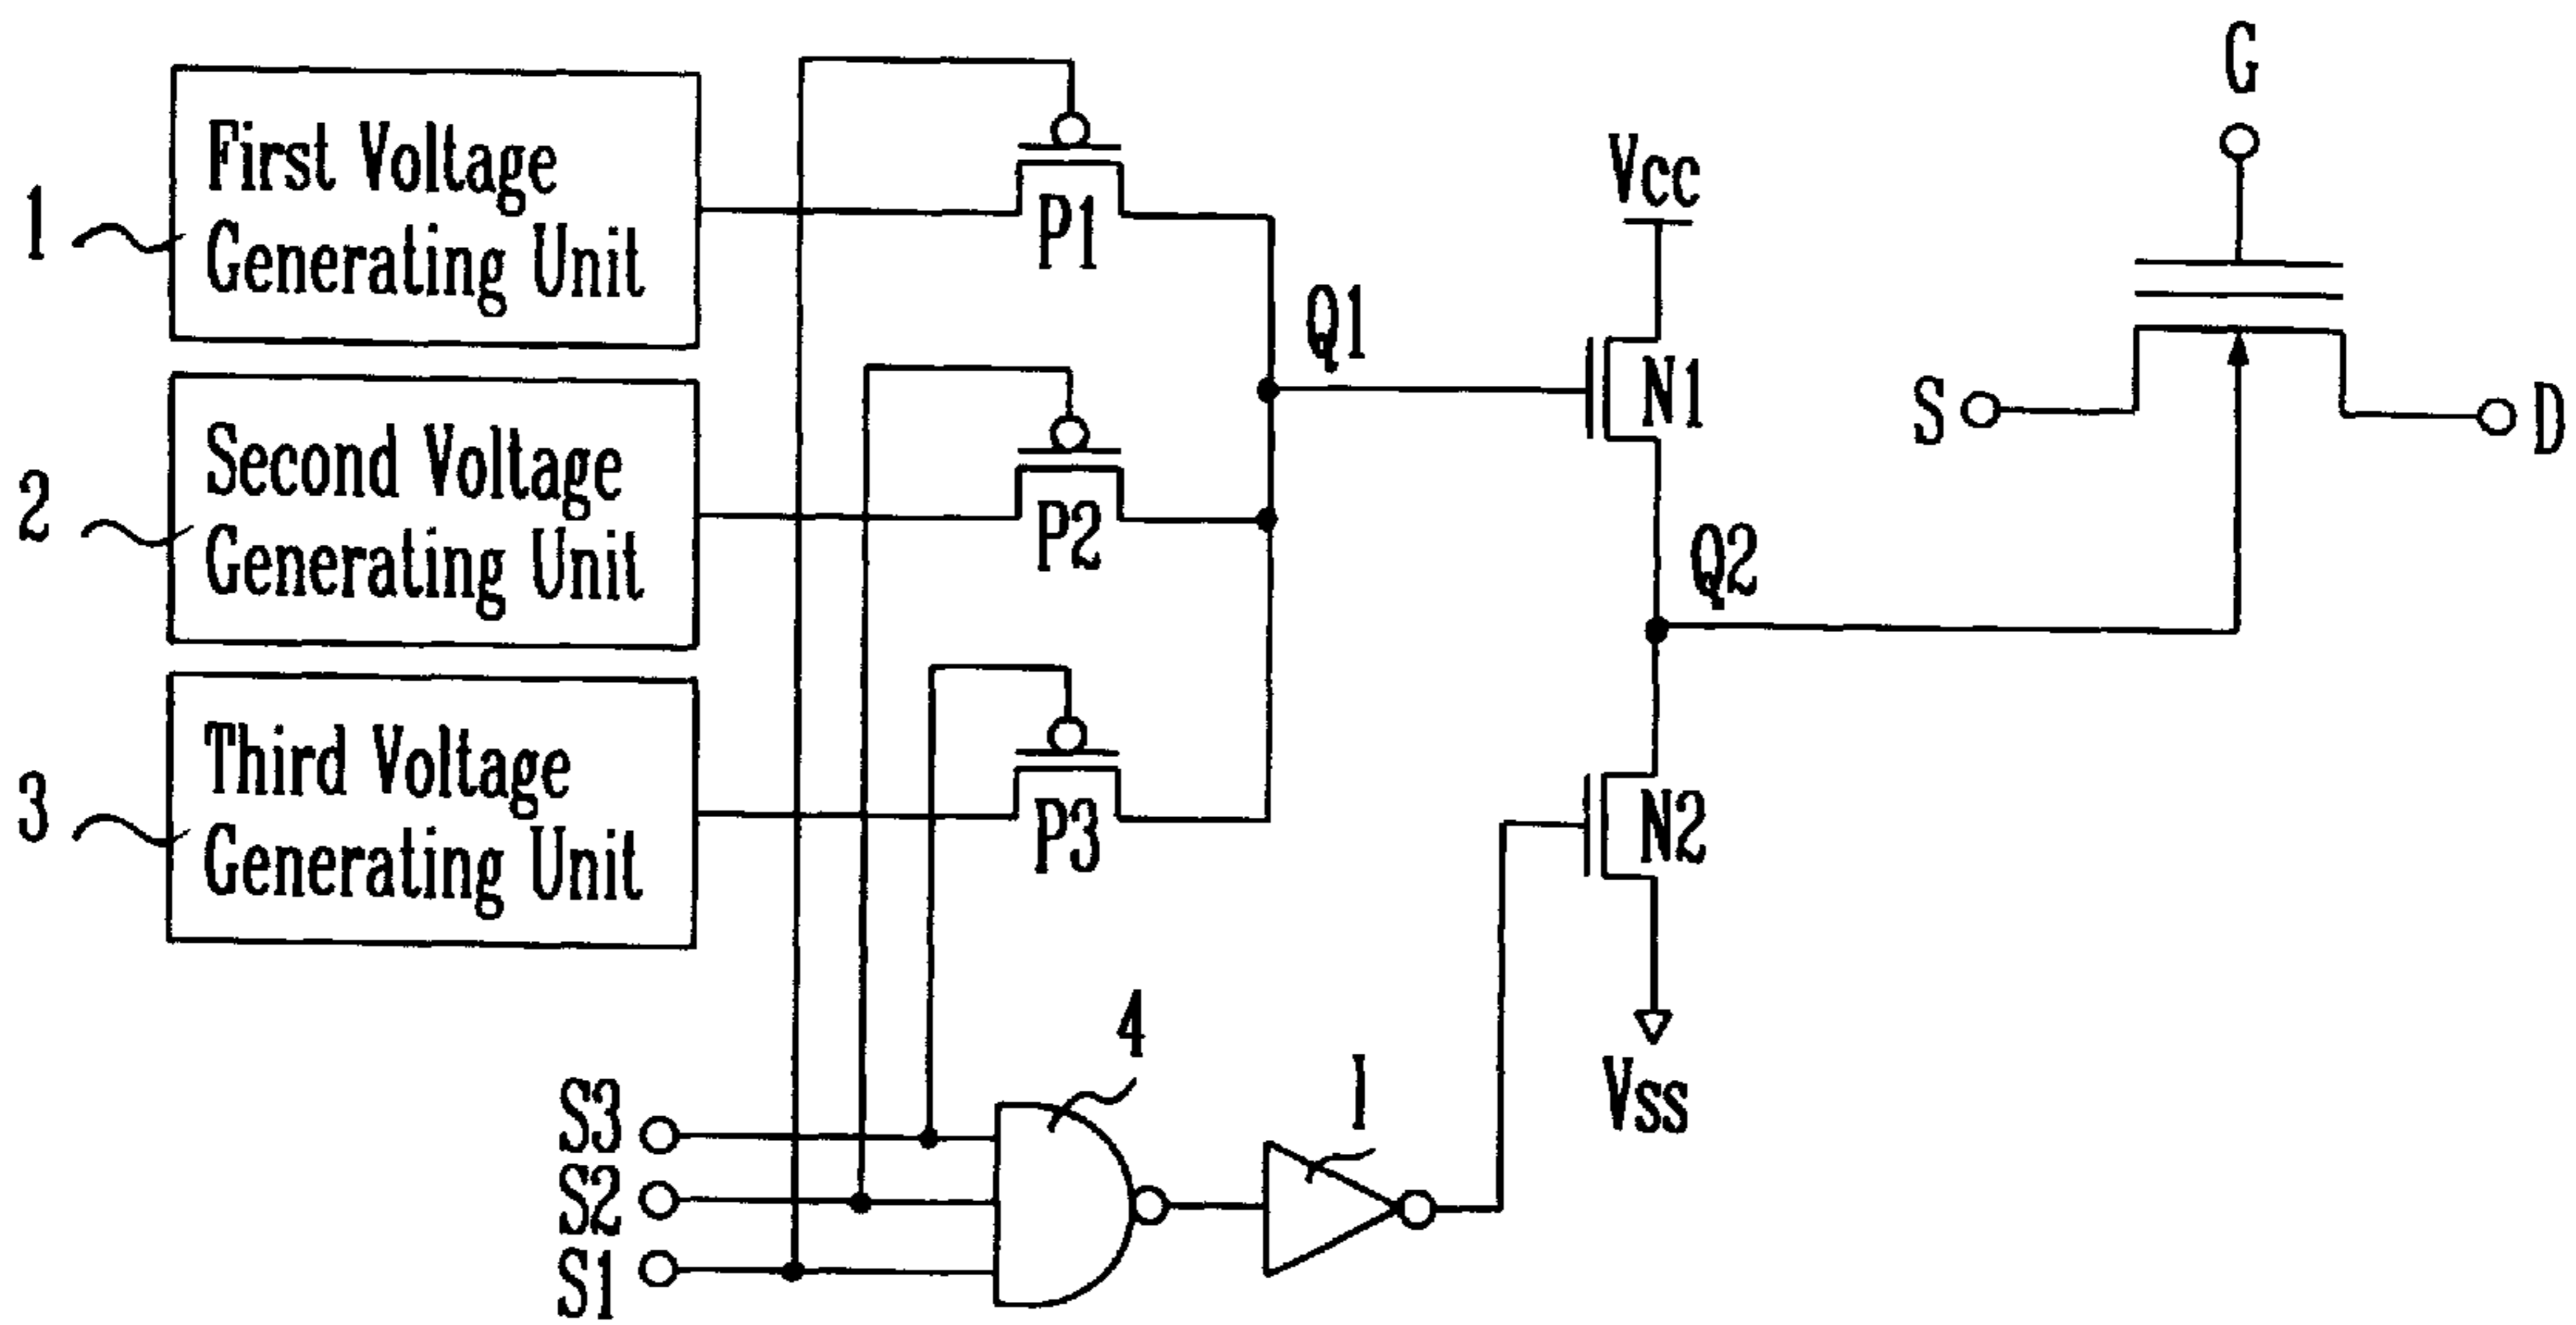 G
First Voltage
Generating Unit
1
P1
Vcc
Q1
N1
S
D
Second Voltage
Generating Unit
2
P2
Q2
Third Voltage
Generating Unit
3
P3
N2
4
I
Vss
S3
S2
S1